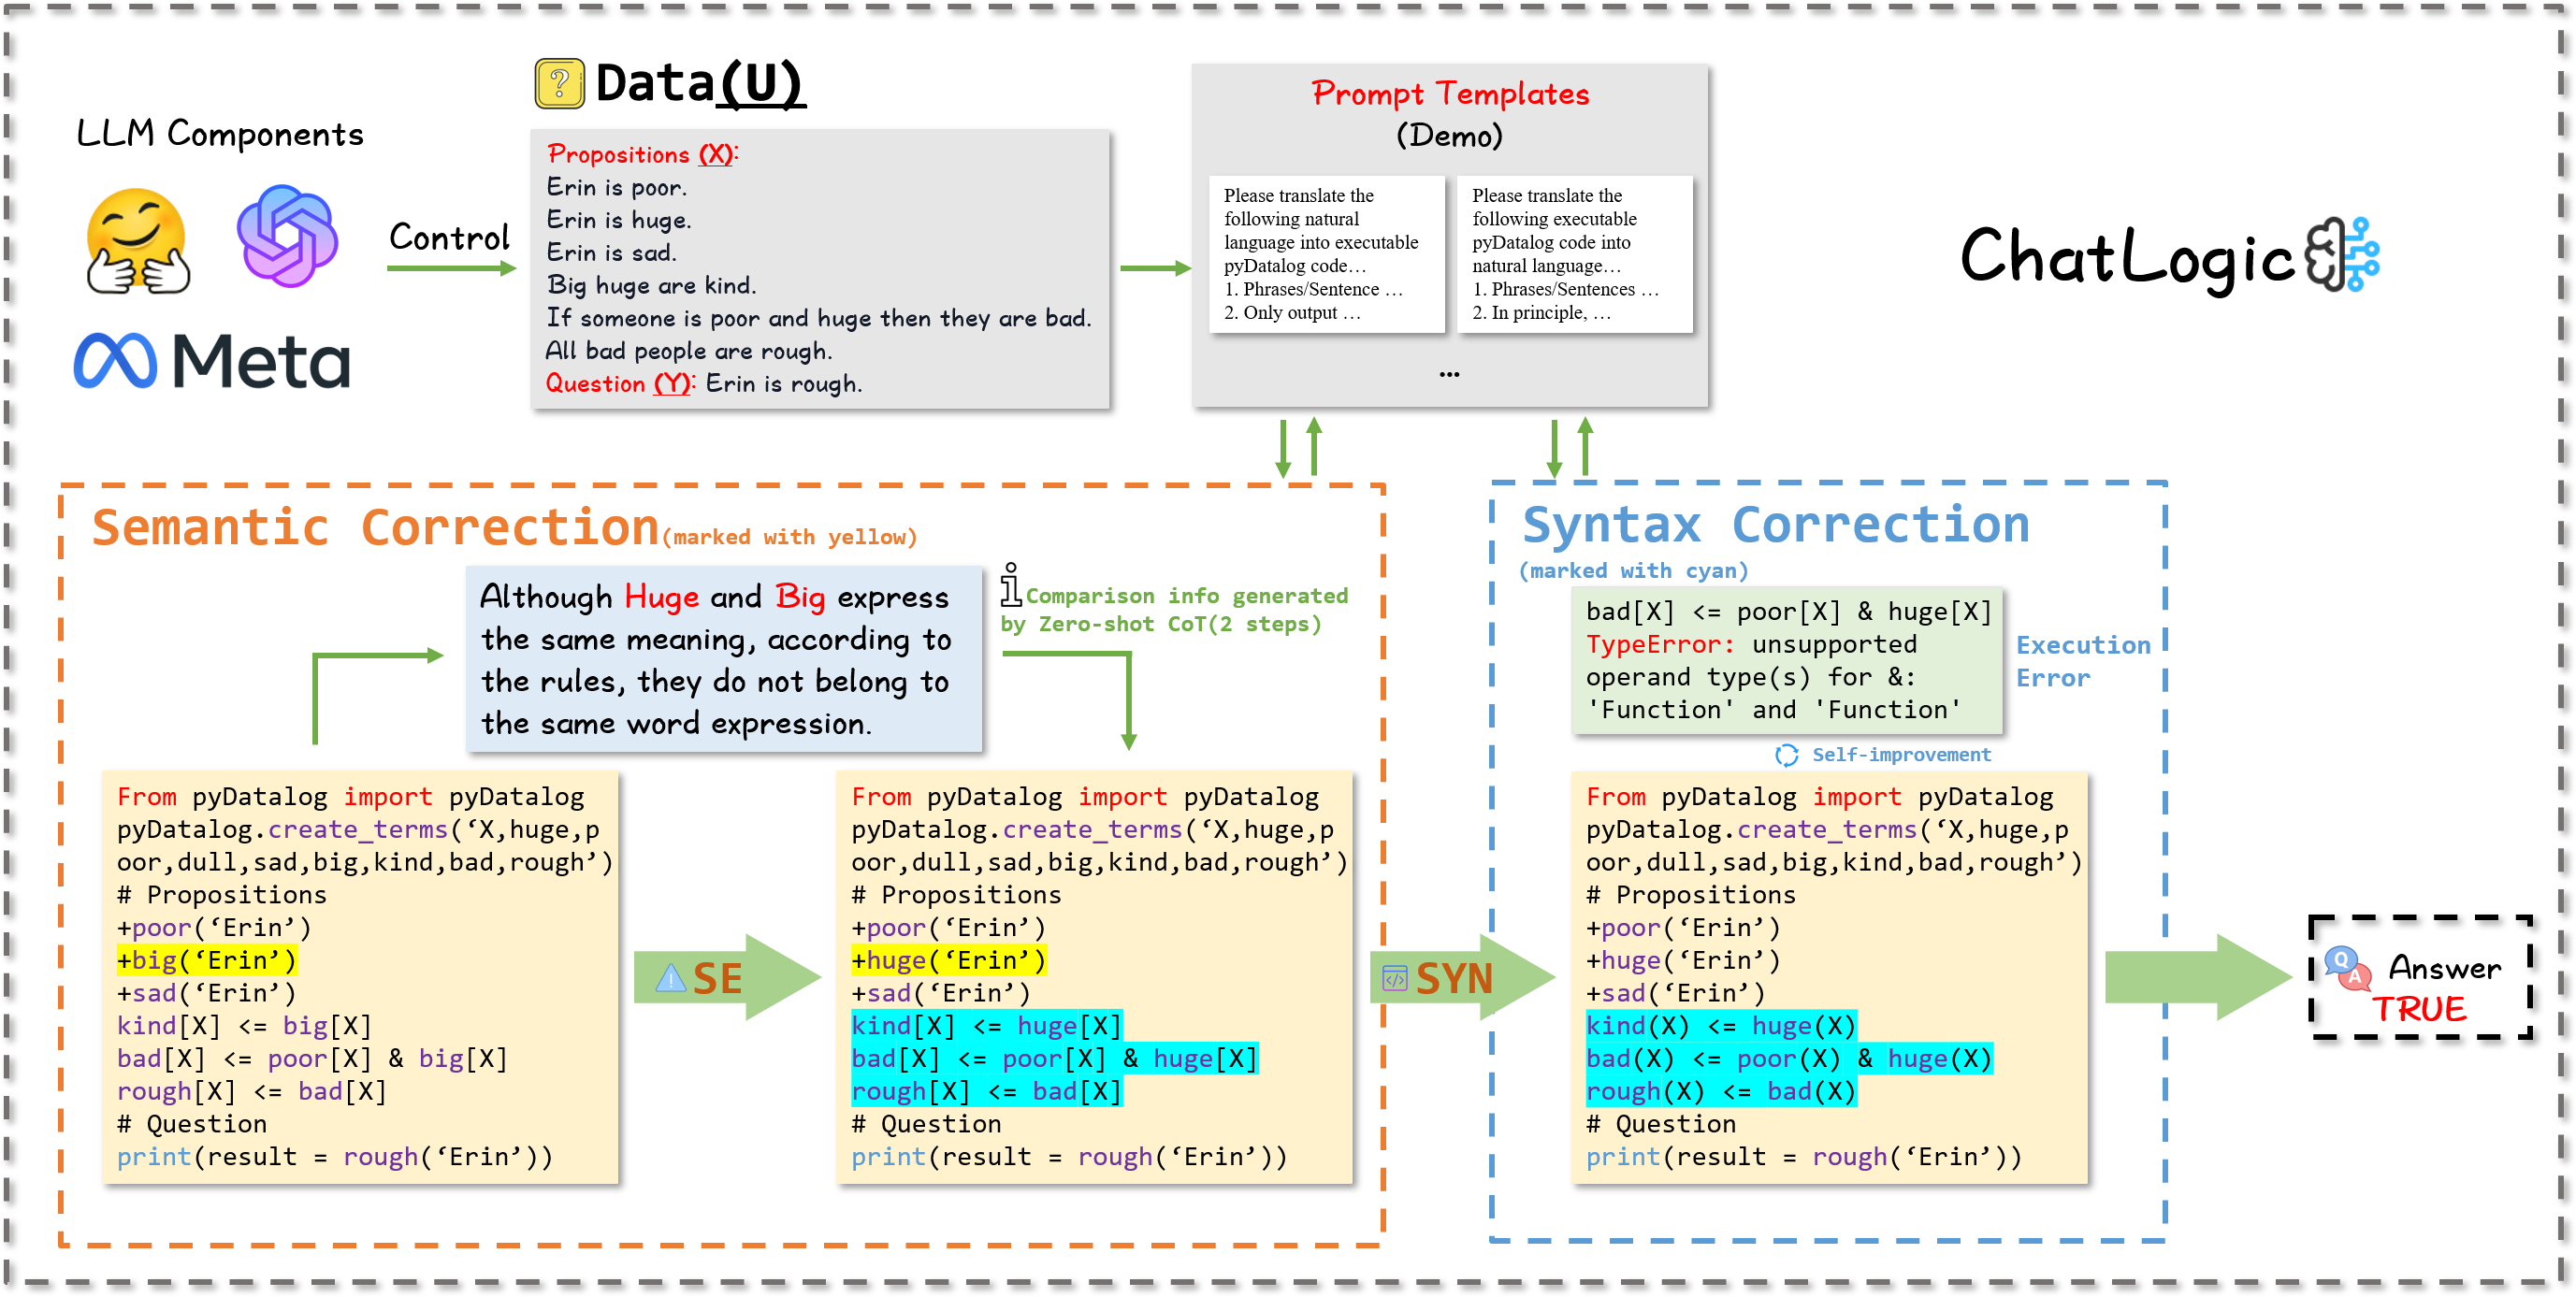 LLM Components
Meta
Control
Data(U)
Propositions (X):
Erin is poor.
Erin is huge.
Erin is sad.
Big huge are kind.
If someone is poor and huge then they are bad.
All bad people are rough.
Question (Y): Erin is rough.
Prompt Templates
(Demo)
Please translate the
following natural
language into executable
pyDatalog code…
1. Phrases/Sentence …
2. Only output …
Please translate the
following executable
pyDatalog code into
natural language…
1. Phrases/Sentences …
2. In principle, …
...
ChatLogic
Semantic Correction(marked with yellow)
Although Huge and Big express
the same meaning, according to
the rules, they do not belong to
the same word expression.
Comparison info generated
by Zero-shot CoT(2 steps)
From pyDatalog import pyDatalog
pyDatalog.create_terms(‘X,huge,p
oor,dull,sad,big,kind,bad,rough’)
# Propositions
+poor(‘Erin’)
+big(‘Erin’)
+sad(‘Erin’)
kind[X] <= big[X]
bad[X] <= poor[X] & big[X]
rough[X] <= bad[X]
# Question
print(result = rough(‘Erin’))
SE
From pyDatalog import pyDatalog
pyDatalog.create_terms(‘X,huge,p
oor,dull,sad,big,kind,bad,rough’)
# Propositions
+poor(‘Erin’)
+huge(‘Erin’)
+sad(‘Erin’)
kind[X] <= huge[X]
bad[X] <= poor[X] & huge[X]
rough[X] <= bad[X]
# Question
print(result = rough(‘Erin’))
SYN
Syntax Correction
(marked with cyan)
bad[X] <= poor[X] & huge[X]
TypeError: unsupported
operand type(s) for &:
'Function' and 'Function'
Execution
Error
Self-improvement
From pyDatalog import pyDatalog
pyDatalog.create_terms(‘X,huge,p
oor,dull,sad,big,kind,bad,rough’)
# Propositions
+poor(‘Erin’)
+huge(‘Erin’)
+sad(‘Erin’)
kind(X) <= huge(X)
bad(X) <= poor(X) & huge(X)
rough(X) <= bad(X)
# Question
print(result = rough(‘Erin’))
Q
A
Answer
TRUE